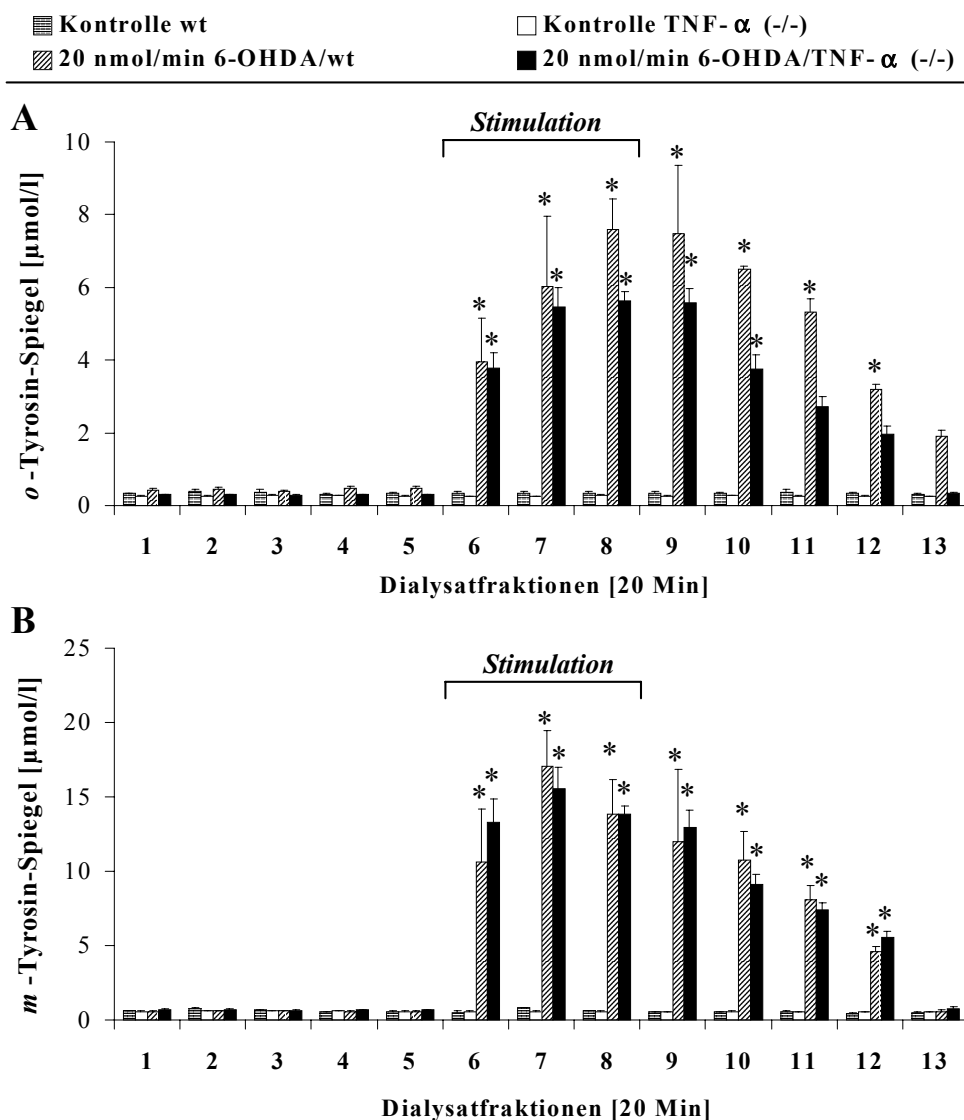 Kontrolle wt
Kontrolle TNF- α (-/-)
20 nmol/min 6-OHDA/wt
20 nmol/min 6-OHDA/TNF- α (-/-)
A
Stimulation
o -Tyrosin-Spiegel [µmol/l]
10
8
6
4
2
0
* * * * * * * * * * * *
1 2 3 4 5 6 7 8 9 10 11 12 13
Dialysatfraktionen [20 Min]
B
Stimulation
m -Tyrosin-Spiegel [µmol/l]
25
20
15
10
5
0
* * * * * * * * * * * * * *
1 2 3 4 5 6 7 8 9 10 11 12 13
Dialysatfraktionen [20 Min]